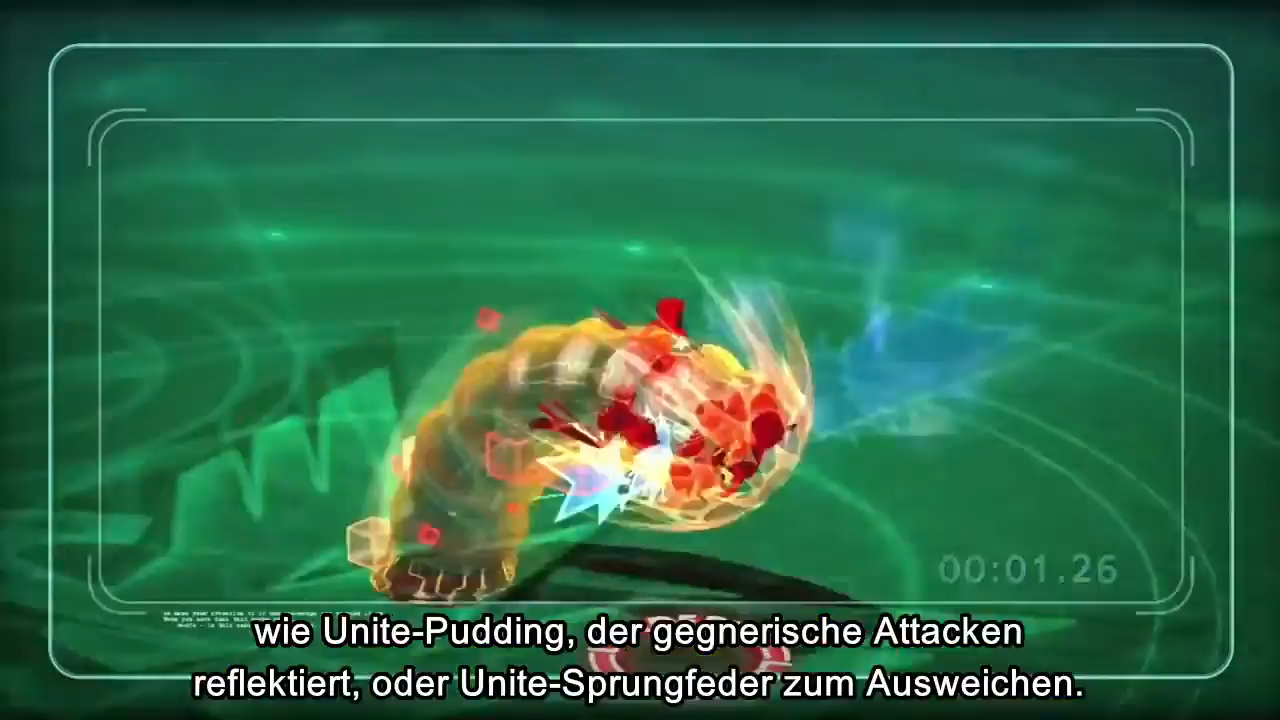 00:01.26
wie Unite-Pudding, der gegnerische Attacken
reflektiert, oder Unite-Sprungfeder zum Ausweichen.